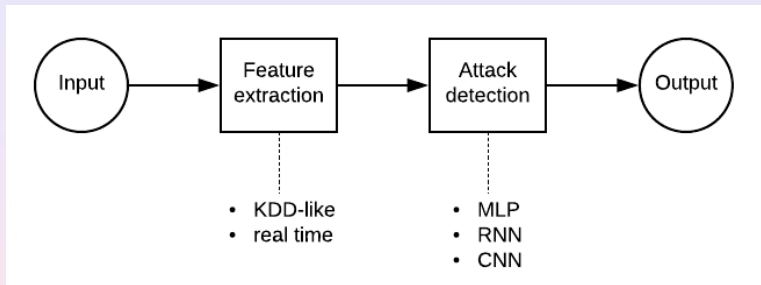 Input
Feature
extraction
Attack
detection
Output
• KDD-like
• real time
• MLP
• RNN
• CNN